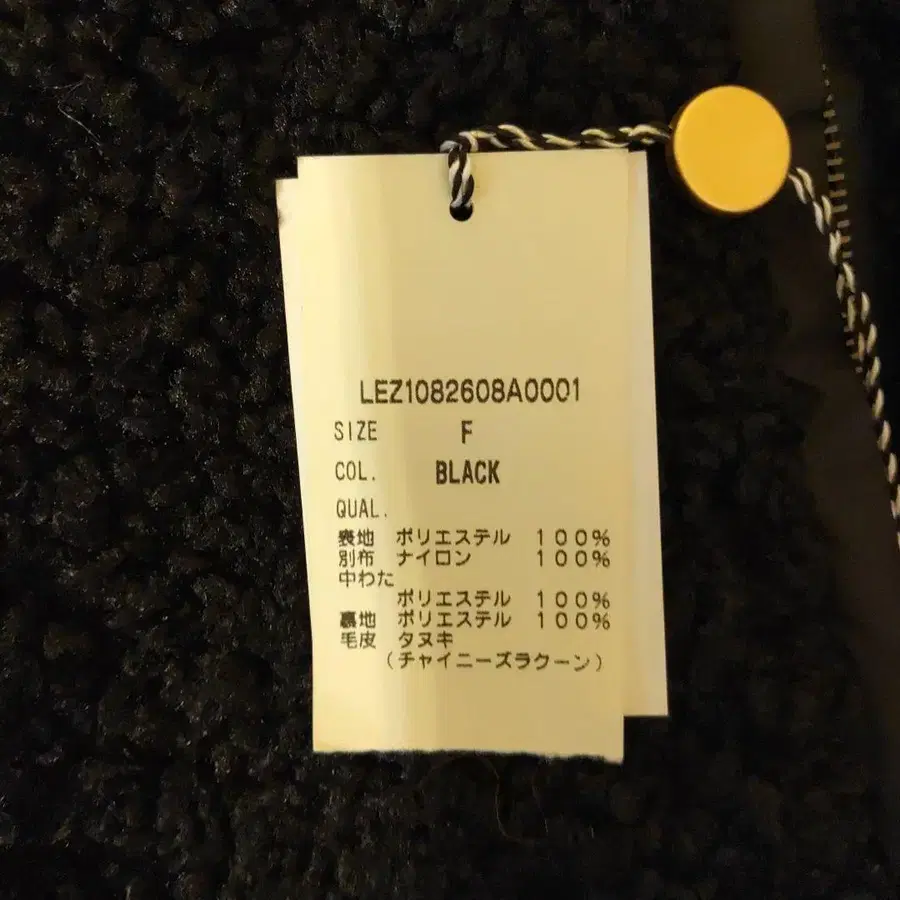 LEZ1082608A0001
SIZE F
COL. BLACK
QUAL.
表地 ポリエステル 100%
別布 ナイロン 100%
中わた
ポリエステル 100%
裏地 ポリエステル 100%
毛皮 タヌキ
(チャイニーズラクーン)